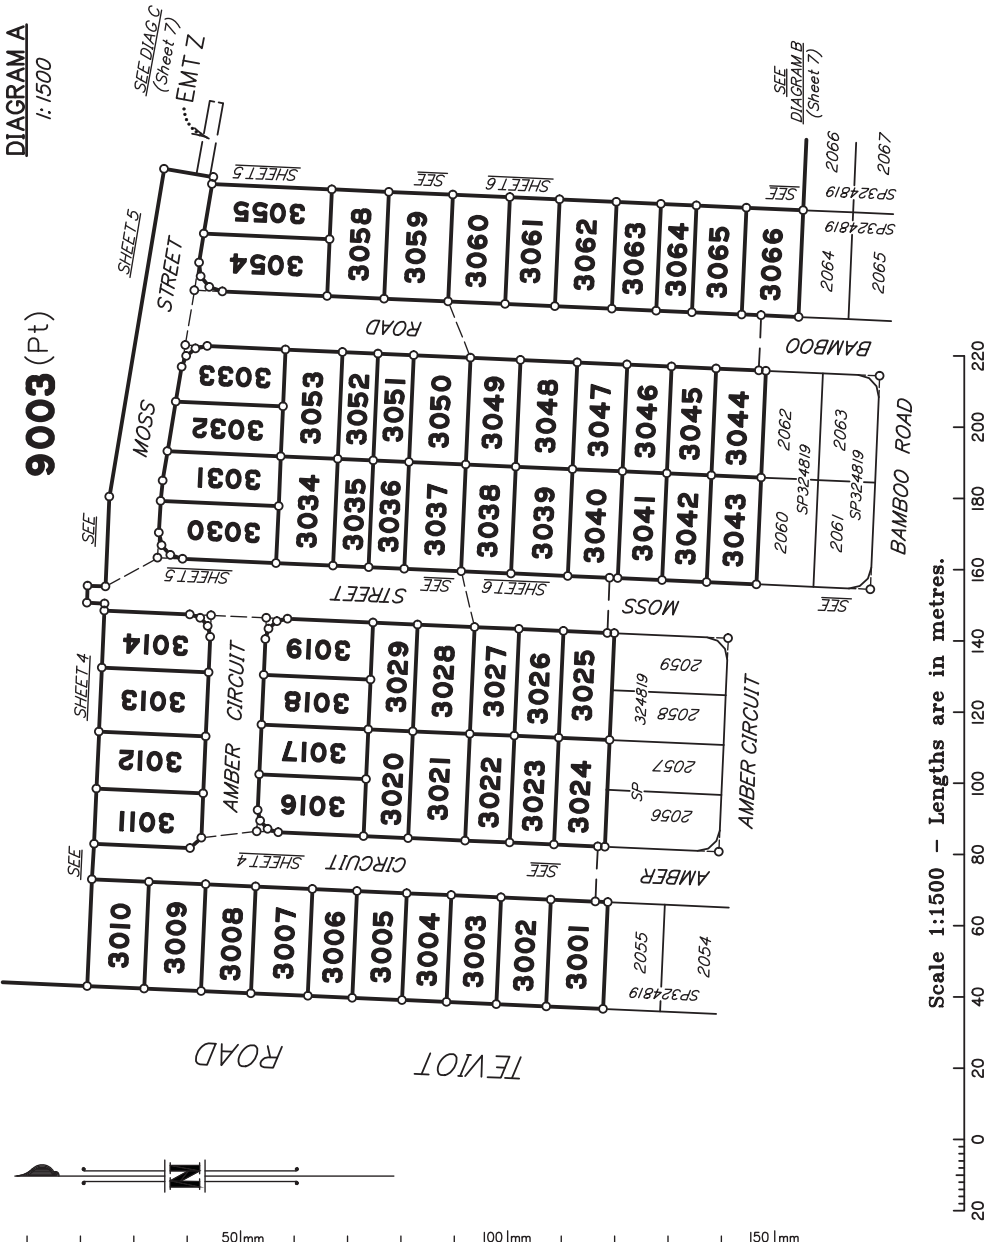 DIAGRAM A
1:1500
SEE DIAG C
(Sheet 7)
EMT Z
SEE
DIAGRAM B
(Sheet 7)
9003 (Pt)
SHEET 5
STREET
MOSS
SEE
SHEET 4
SEE
3055
3054
SHEET 5
SEE
SHEET 6
SEE
3058
3059
3060
3061
3062
3063
3064
3065
3066
2066
2067
SP324819
SP324819
2064
2065
ROAD
BAMBOO
3033
3032
3031
3030
3053
3052
3051
3050
3049
3048
3047
3046
3045
3044
3034
3035
3036
3037
3038
3039
3040
3041
3042
3043
2062
2063
SP324819
SP324819
2060
2061
BAMBOO ROAD
SHEET 5
STREET
SEE
SHEET 6
MOSS
SEE
3014
3013
3012
3011
AMBER CIRCUIT
3019
3018
3017
3016
3029
3028
3027
3026
3025
3020
3021
3022
3023
3024
2059
2058
2057
2056
SP 324819
AMBER CIRCUIT
SHEET 4
CIRCUIT
SEE
AMBER
3010
3009
3008
3007
3006
3005
3004
3003
3002
3001
2055
2054
SP324819
TEVIOT ROAD
N
Scale 1:1500 – Lengths are in metres.
20 0 20 40 60 80 100 120 140 160 180 200 220
50mm
100mm
150mm